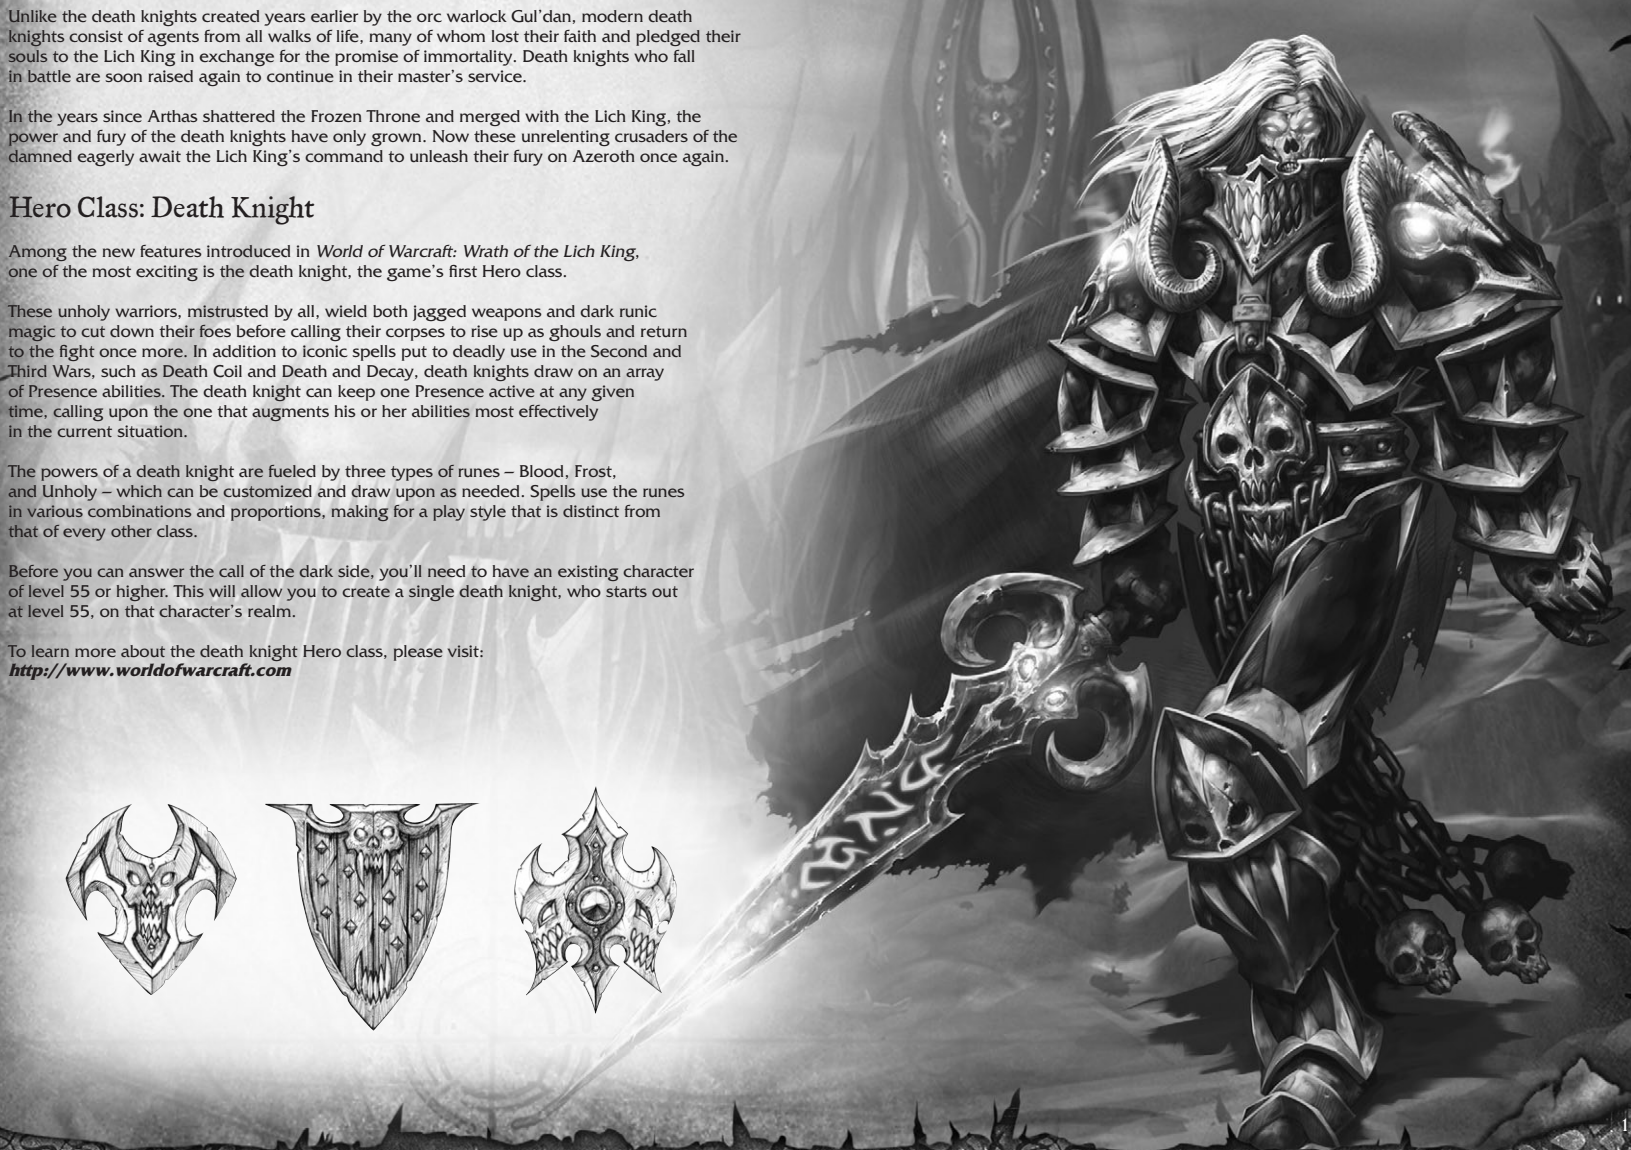 Unlike the death knights created years earlier by the orc warlock Gul’dan, modern death
knights consist of agents from all walks of life, many of whom lost their faith and pledged their
souls to the Lich King in exchange for the promise of immortality. Death knights who fall
in battle are soon raised again to continue in their master’s service.
In the years since Arthas shattered the Frozen Throne and merged with the Lich King, the
power and fury of the death knights have only grown. Now these unrelenting crusaders of the
damned eagerly await the Lich King’s command to unleash their fury on Azeroth once again.
Hero Class: Death Knight
Among the new features introduced in World of Warcraft: Wrath of the Lich King,
one of the most exciting is the death knight, the game’s first Hero class.
These unholy warriors, mistrusted by all, wield both jagged weapons and dark runic
magic to cut down their foes before calling their corpses to rise up as ghouls and return
to the fight once more. In addition to iconic spells put to deadly use in the Second and
Third Wars, such as Death Coil and Death and Decay, death knights draw on an array
of Presence abilities. The death knight can keep one Presence active at any given
time, calling upon the one that augments his or her abilities most effectively
in the current situation.
The powers of a death knight are fueled by three types of runes – Blood, Frost,
and Unholy – which can be customized and draw upon as needed. Spells use the runes
in various combinations and proportions, making for a play style that is distinct from
that of every other class.
Before you can answer the call of the dark side, you’ll need to have an existing character
of level 55 or higher. This will allow you to create a single death knight, who starts out
at level 55, on that character’s realm.
To learn more about the death knight Hero class, please visit:
http://www.worldofwarcraft.com